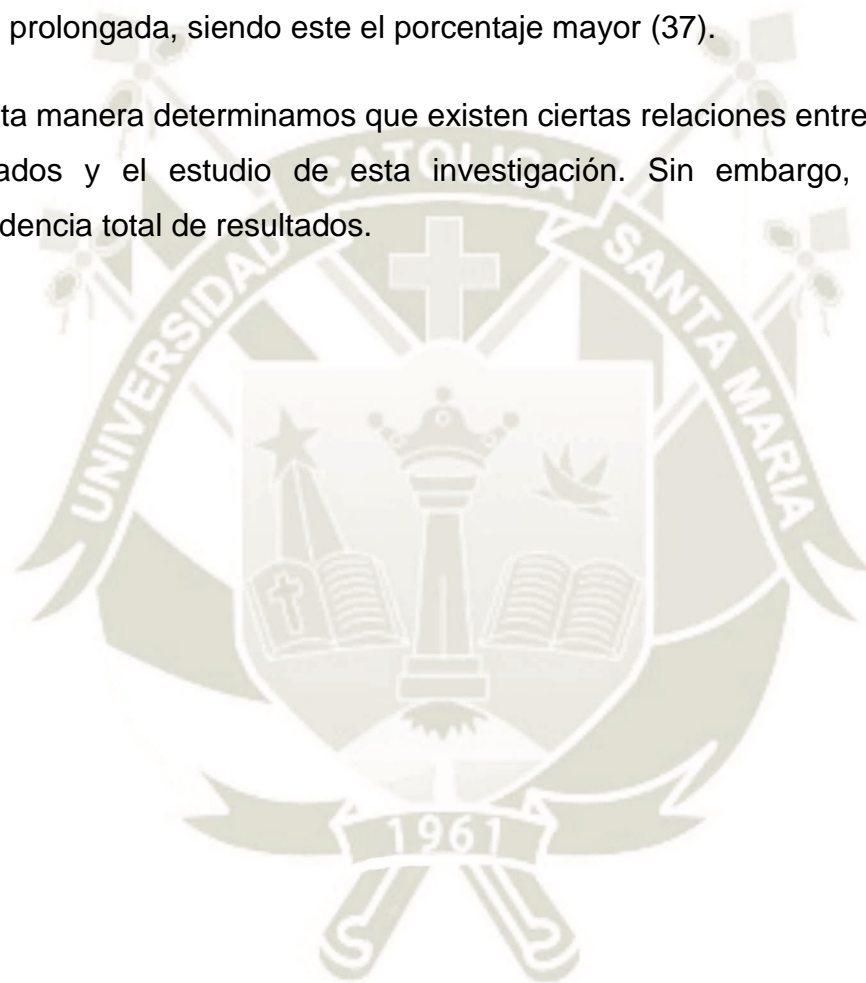 prolongada, siendo este el porcentaje mayor (37).
ta manera determinamos que existen ciertas relaciones entre
ados y el estudio de esta investigación. Sin embargo,
dencia total de resultados.
UNIVERSIDAD CATOLICA SANTA MARIA
1961